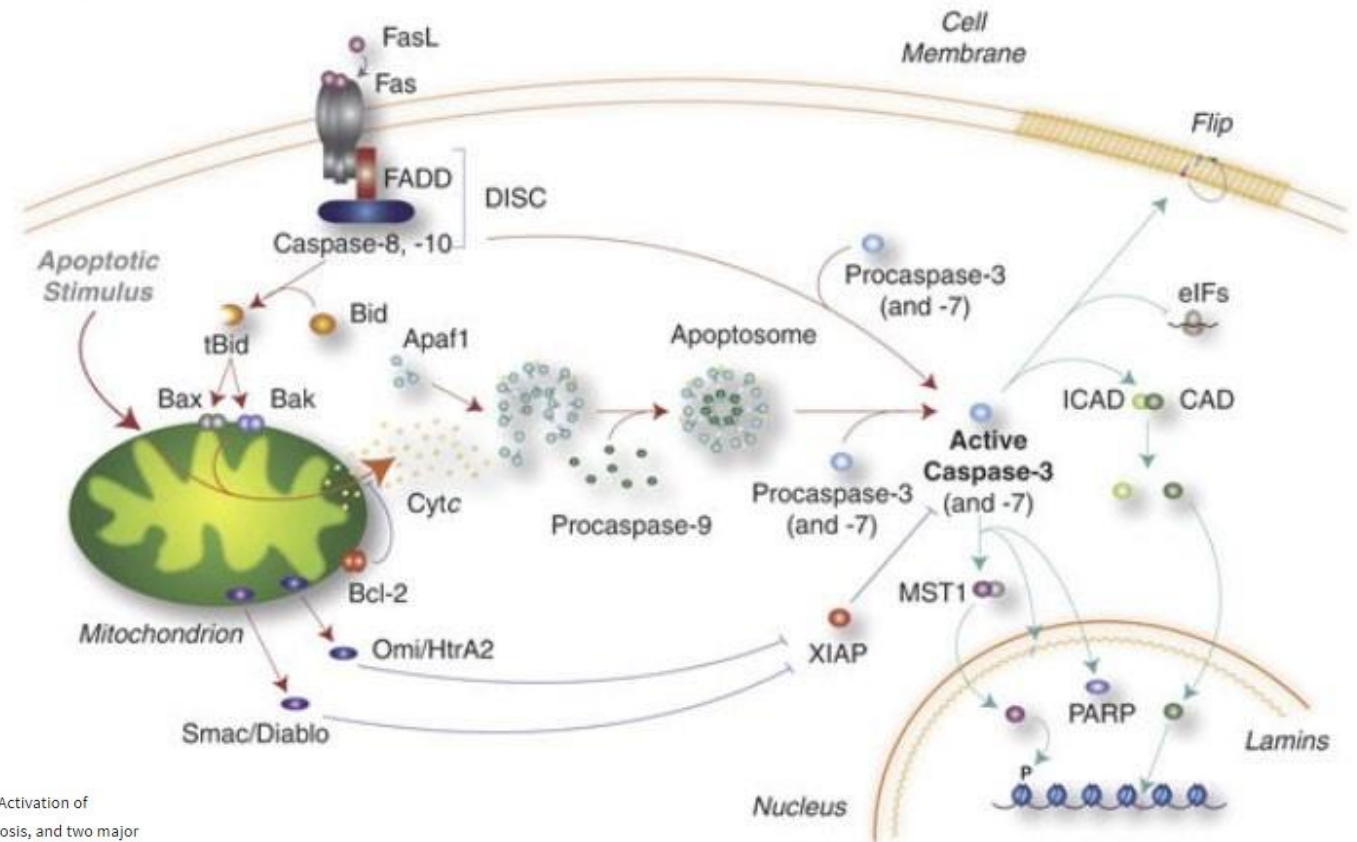 Cell
Membrane
FasL
Fas
Flip
FADD
DISC
Caspase-8, -10
Apoptotic
Stimulus
Procaspase-3
(and -7)
eIFs
Bid
tBid
Apaf1
Apoptosome
Bax
Bak
ICAD
CAD
Active
Caspase-3
(and -7)
Cytc
Procaspase-9
Procaspase-3
(and -7)
Bcl-2
MST1
Mitochondrion
Omi/HtrA2
XIAP
PARP
Smac/Diablo
Lamins
P
Nucleus
Activation of
osis, and two major